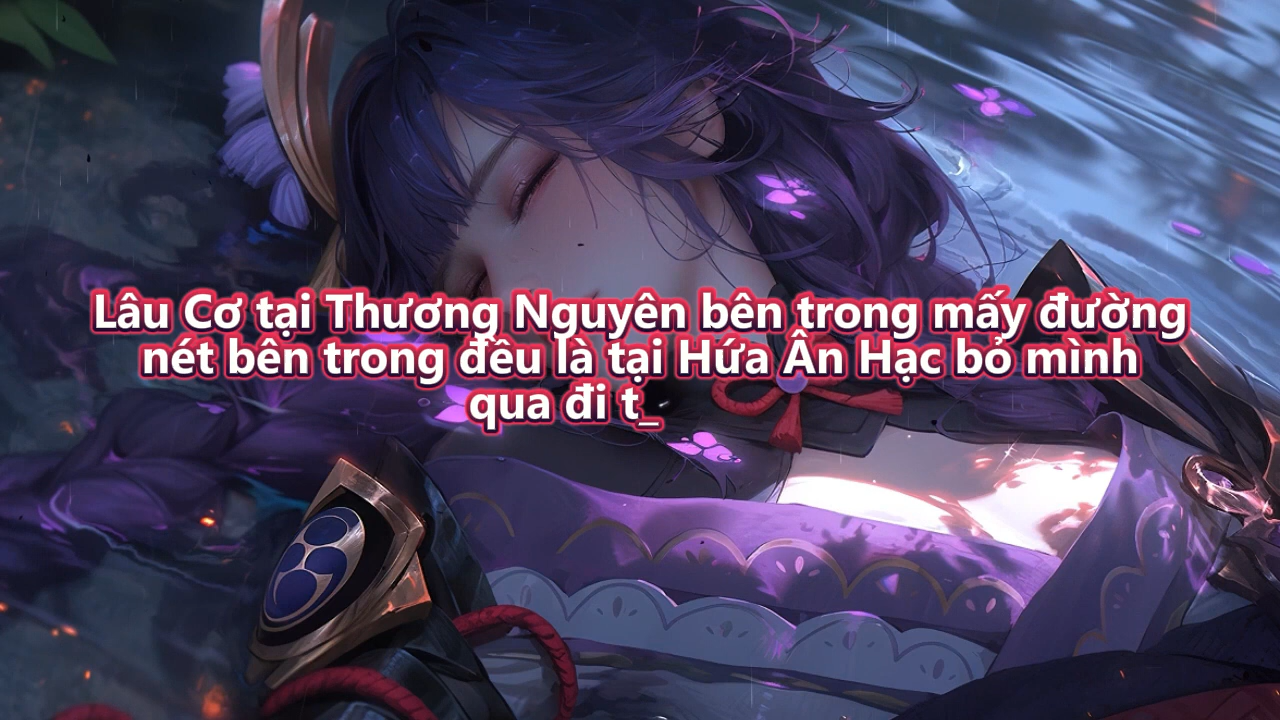 Lâu Cơ tại Thương Nguyên bên trong mấy đường
nét bên trong đều là tại Hứa Ân Hạc bỏ mình
qua đi t_